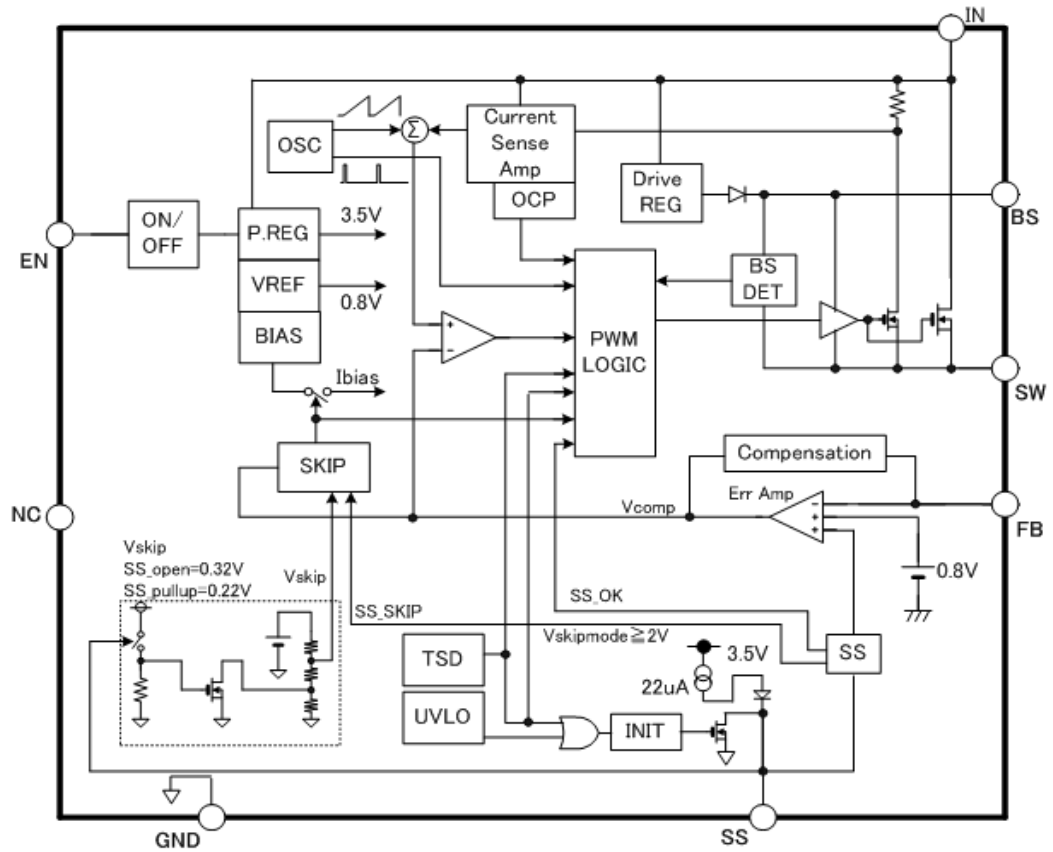 IN
OSC
Σ
Current
Sense
Amp
OCP
Drive
REG
BS
EN
ON/
OFF
P.REG
3.5V
VREF
0.8V
BIAS
BS
DET
+
−
PWM
LOGIC
Ibias
SW
SKIP
Compensation
NC
Vcomp
Err Amp
−
+
+
FB
Vskip
SS_open=0.32V
SS_pullup=0.22V
Vskip
0.8V
SS_SKIP
SS_OK
Vskipmode≧2V
TSD
3.5V
SS
22uA
UVLO
INIT
GND
SS